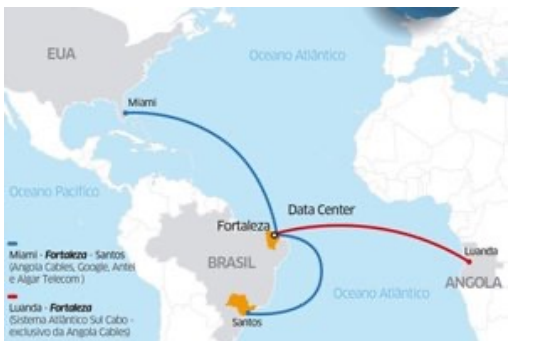 EUA
Oceano Atlântico
Miami
Oceano Pacífico
Fortaleza
Data Center
BRASIL
Luanda
ANGOLA
Oceano Atlântico
Santos
Miami - Fortaleza - Santos
(Angola Cables, Google, Antel
e Algar Telecom )
Luanda - Fortaleza
(Sistema Atlântico Sul Cabo -
exclusivo da Angola Cables)